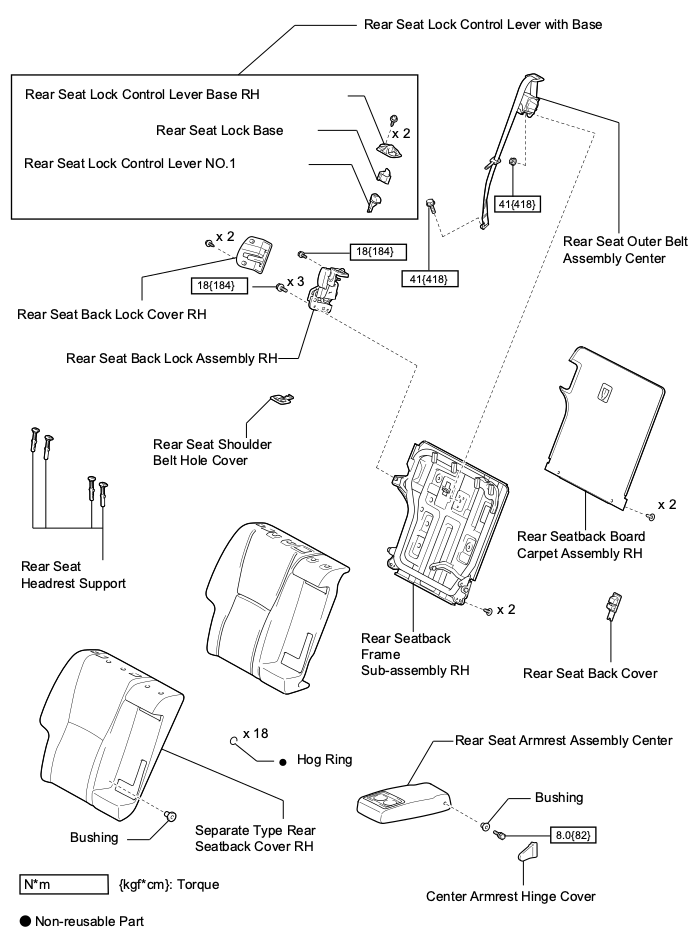 Rear Seat Lock Control Lever with Base
Rear Seat Lock Control Lever Base RH
x 2
Rear Seat Lock Base
Rear Seat Lock Control Lever NO.1
41{418}
x 2
18{184}
Rear Seat Outer Belt
Assembly Center
41{418}
18{184}
x 3
Rear Seat Back Lock Cover RH
Rear Seat Back Lock Assembly RH
Rear Seat Shoulder
Belt Hole Cover
x 2
Rear Seatback Board
Carpet Assembly RH
Rear Seat
Headrest Support
x 2
Rear Seatback
Frame
Sub-assembly RH
Rear Seat Back Cover
x 18
Hog Ring
Rear Seat Armrest Assembly Center
Bushing
Bushing
Separate Type Rear
Seatback Cover RH
8.0{82}
N*m
{kgf*cm}: Torque
Center Armrest Hinge Cover
Non-reusable Part